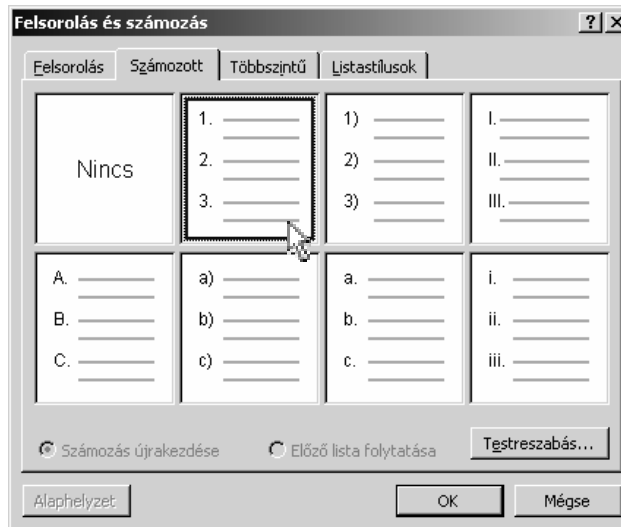 Felsorolás és számozás
Felsorolás Számozott Többszintű Listastílusok
Nincs
1.
2.
3.
1)
2)
3)
I.
II.
III.
A.
B.
C.
a)
b)
c)
a.
b.
c.
i.
ii.
iii.
Számozás újrakezdése Előző lista folytatása Testreszabás...
Alaphelyzet OK Mégse